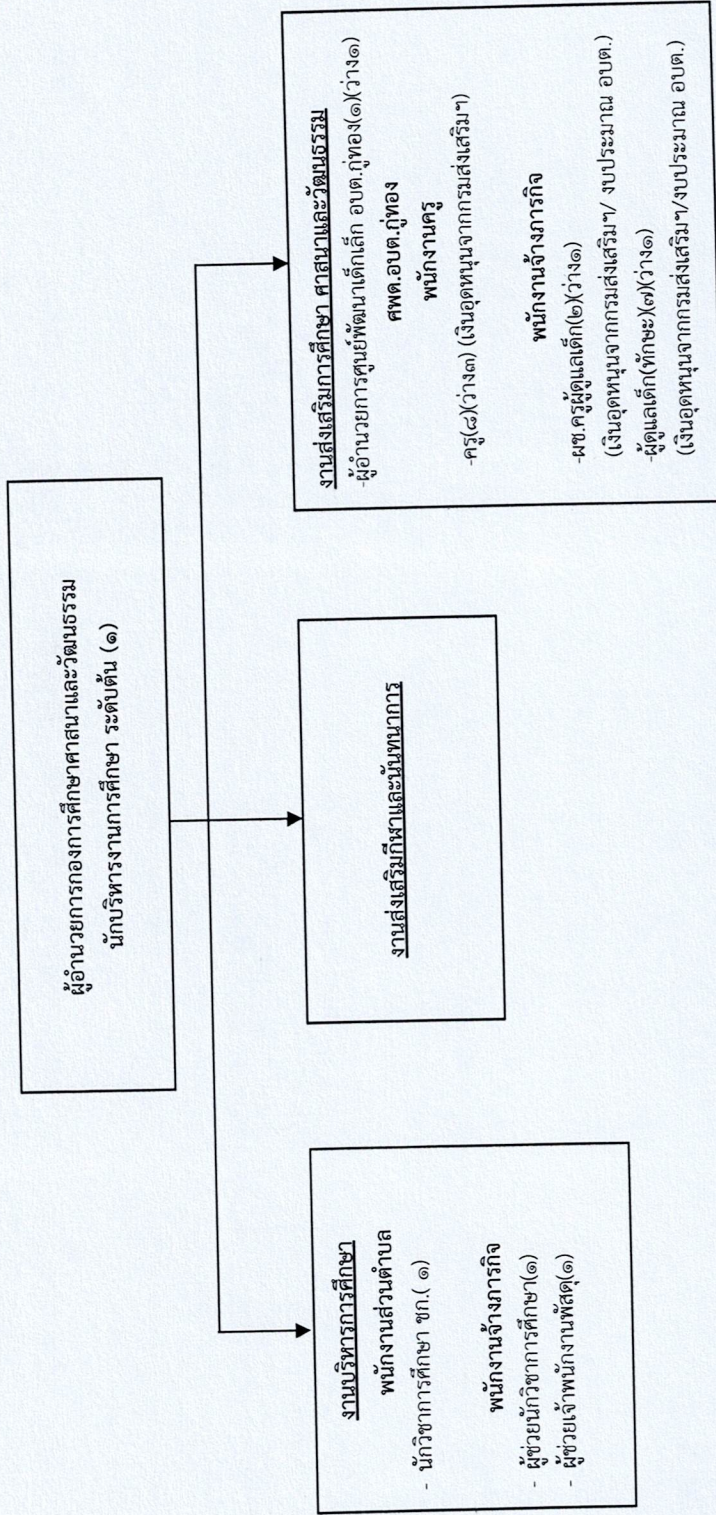 ผู้อำนวยการกองการศึกษาศาสนาและวัฒนธรรม
นักบริหารงานการศึกษา ระดับต้น (๑)
งานบริหารการศึกษา
พนักงานส่วนตำบล
- นักวิชาการศึกษา ชก.( ๑)
พนักงานจ้างภารกิจ
- ผู้ช่วยนักวิชาการศึกษา(๑)
- ผู้ช่วยเจ้าพนักงานพัสดุ(๑)
งานส่งเสริมกีฬาและนันทนาการ
งานส่งเสริมการศึกษา ศาสนาและวัฒนธรรม
-ผู้อำนวยการศูนย์พัฒนาเด็กเล็ก อบต.กู่ทอง(๑)(ว่าง๑)
ศพด.อบต.กู่ทอง
พนักงานครู
-ครู(๘)(ว่าง๓) (เงินอุดหนุนจากกรมส่งเสริมฯ)
พนักงานจ้างภารกิจ
-ผช.ครูผู้ดูแลเด็ก(๒)(ว่าง๑)
(เงินอุดหนุนจากกรมส่งเสริมฯ/ งบประมาณ อบต.)
-ผู้ดูแลเด็ก(ทักษะ)(๗)(ว่าง๑)
(เงินอุดหนุนจากกรมส่งเสริมฯ/งบประมาณ อบต.)